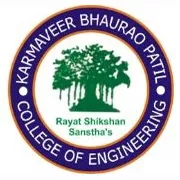 • KARMAVEER BHAURAO PATIL •
Rayat Shikshan
Sanstha's
COLLEGE OF ENGINEERING